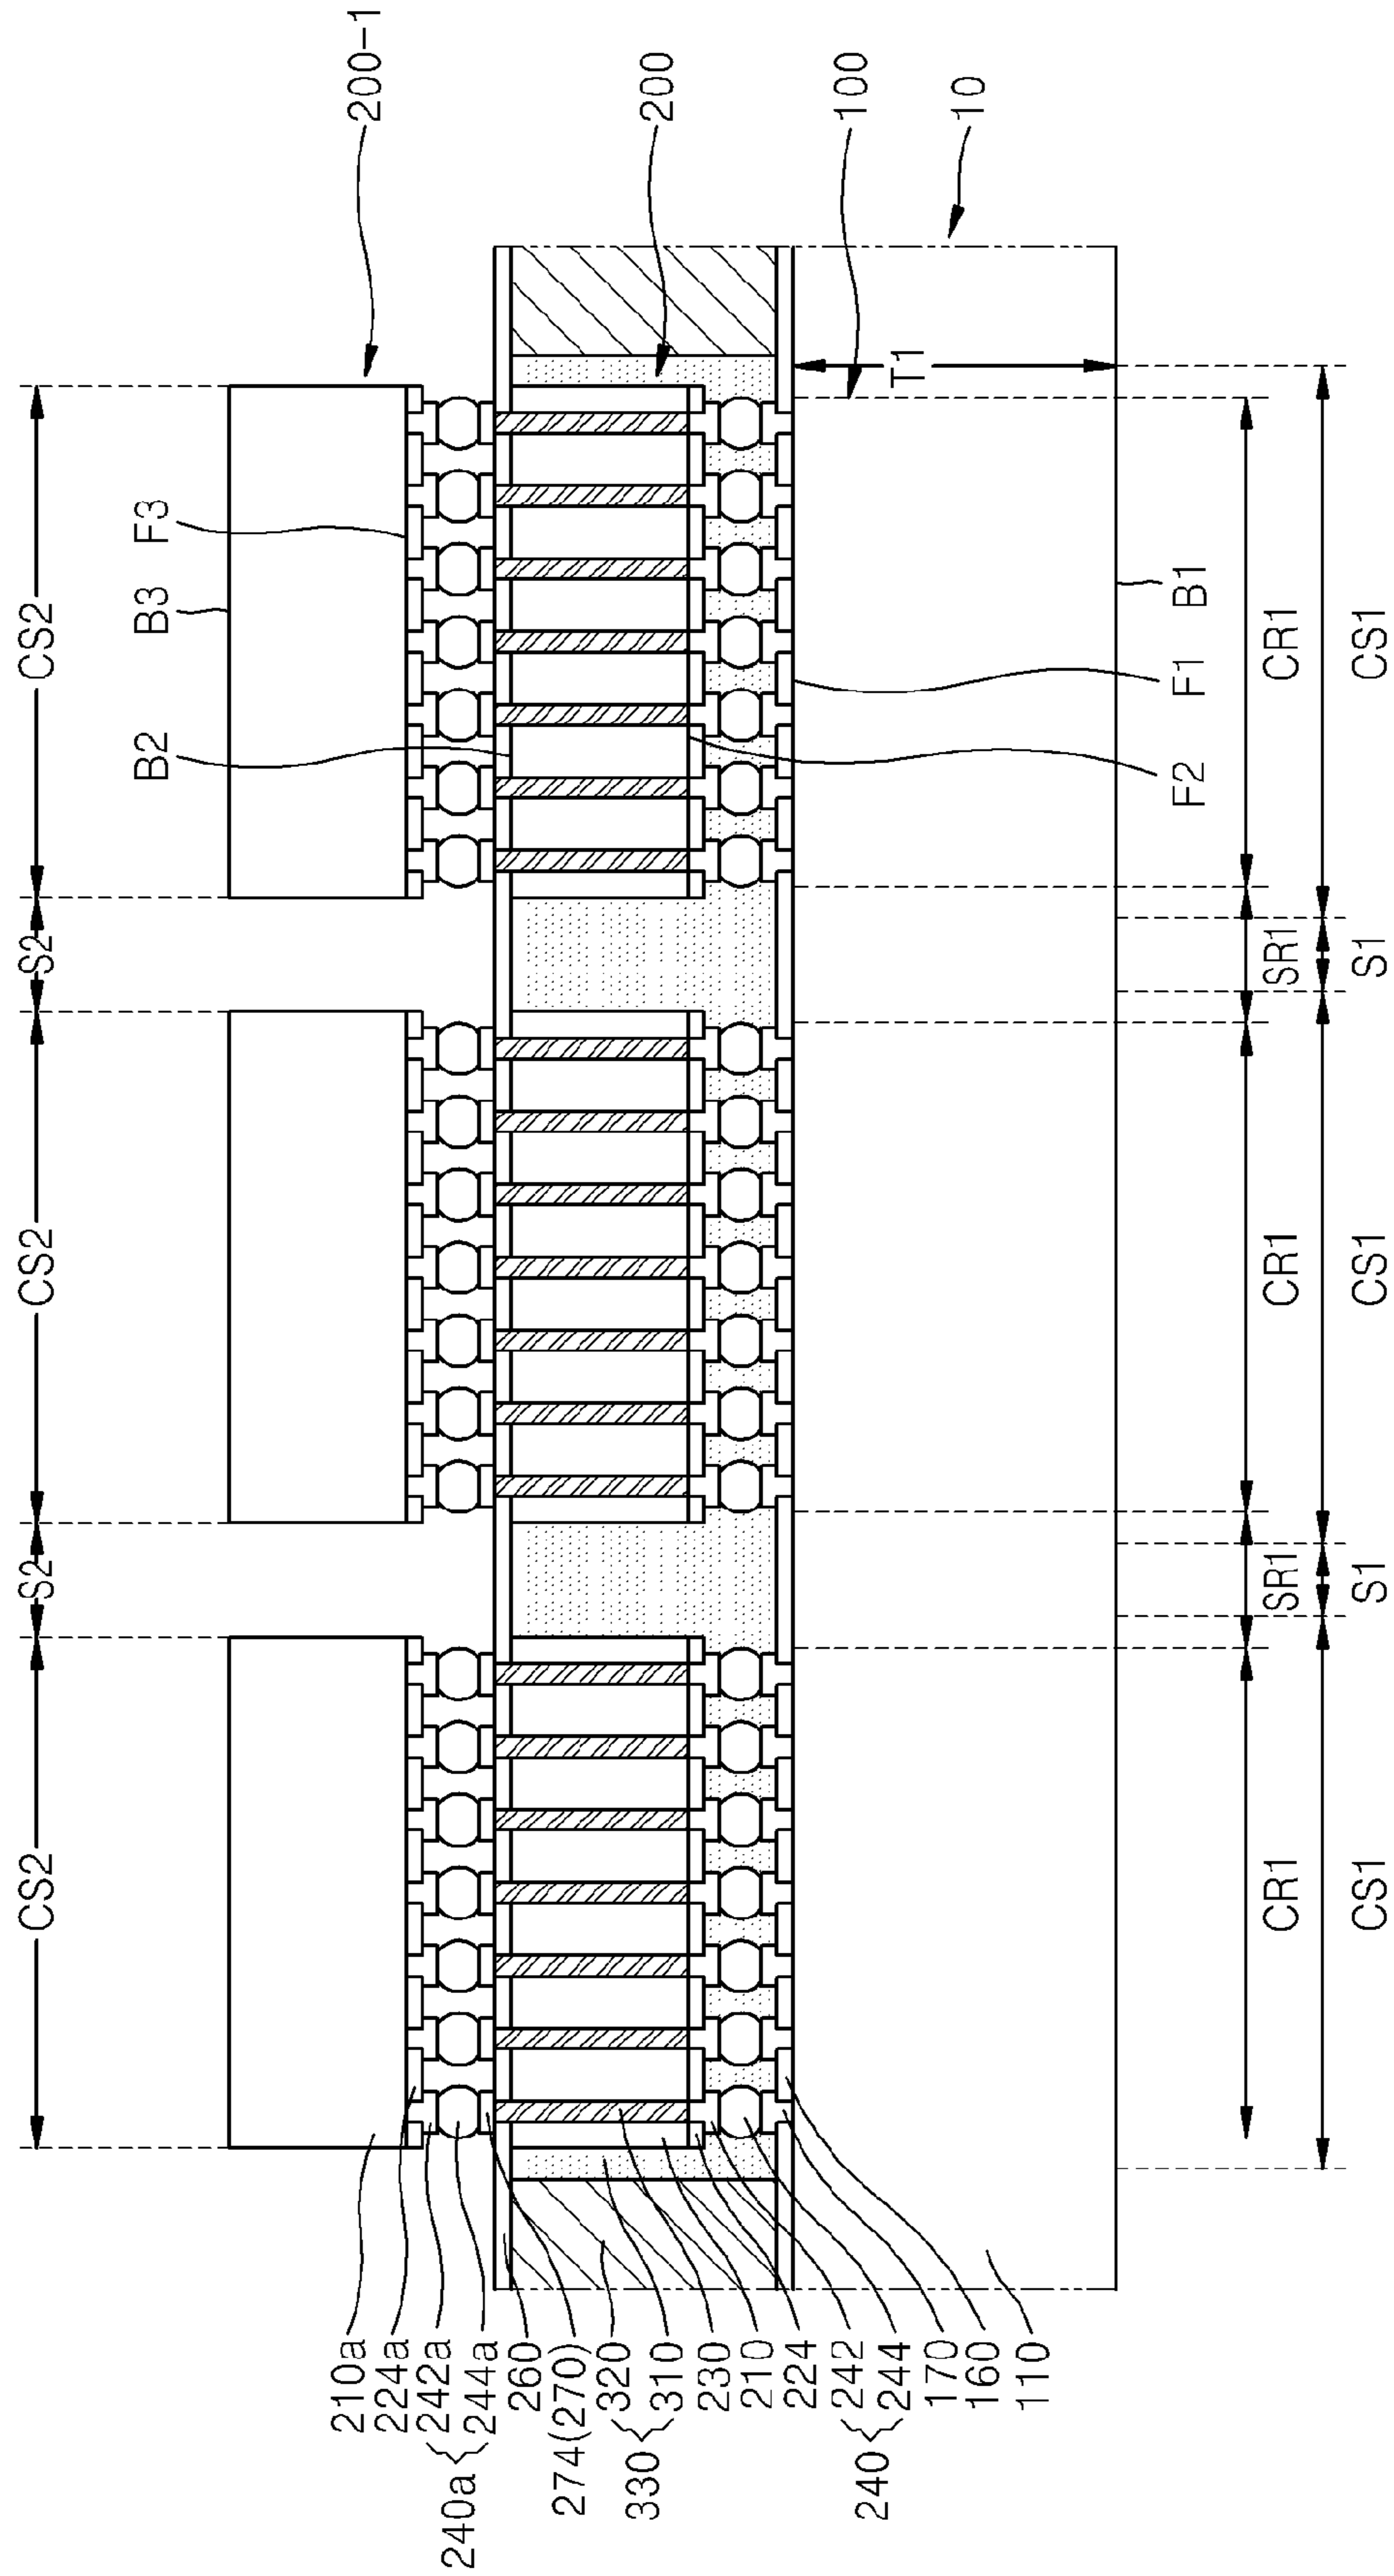 CS2 S2 CS2 S2 CS2
B2 B3 F3
200-1
210a
224a
242a
240a
244a
260
274(270)
320
330
310
200
230
210
224
242
240
244
100
T1
170
160
10
110
F2 F1 B1
CR1 SR1 CR1 SR1 CR1
CS1 S1 CS1 S1 CS1